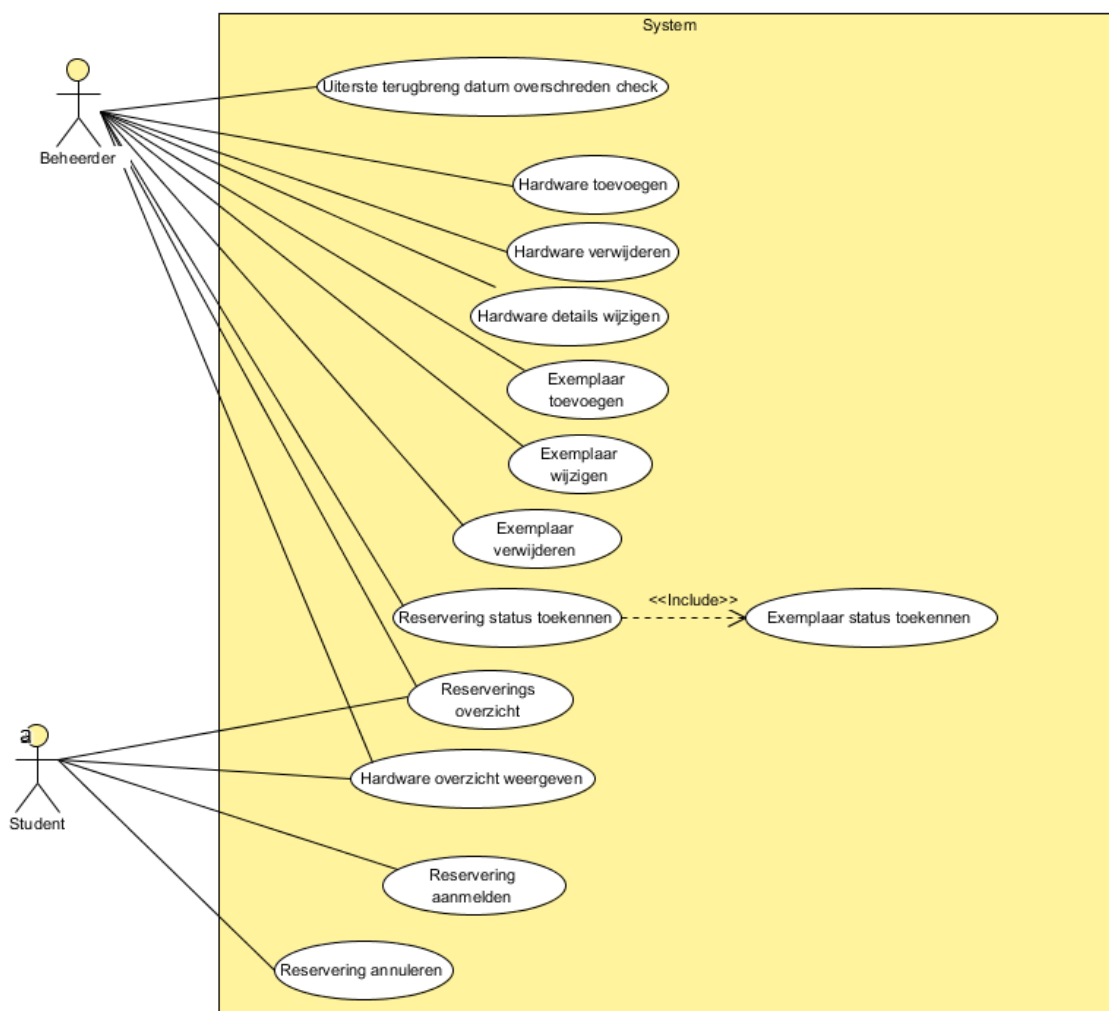 System
Uiterste terugbreng datum overschreden check
Beheerder
Hardware toevoegen
Hardware verwijderen
Hardware details wijzigen
Exemplaar
toevoegen
Exemplaar
wijzigen
Exemplaar
verwijderen
<<Include>>
Reservering status toekennen
Exemplaar status toekennen
Reserverings
overzicht
a
Hardware overzicht weergeven
Student
Reservering
aanmelden
Reservering annuleren